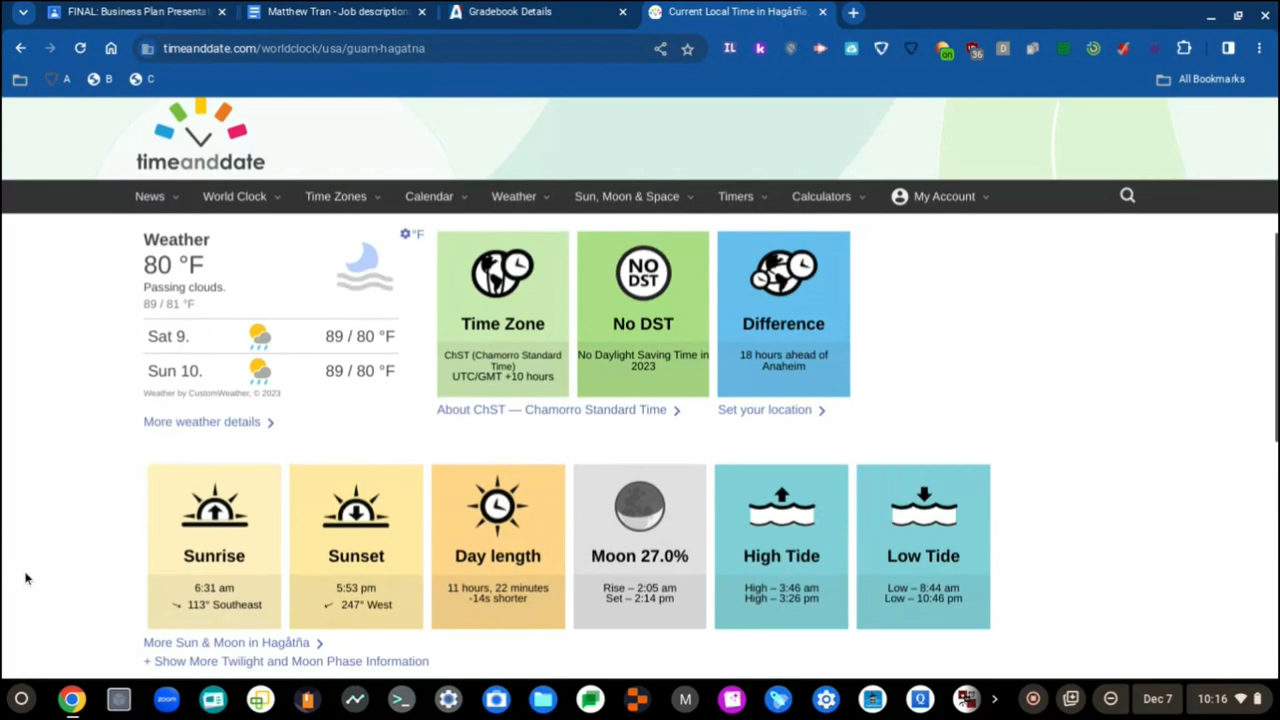 FINAL: Business Plan Presentat
Matthew Tran - Job description
Gradebook Details
Current Local Time in Hagåtña,
timeanddate.com/worldclock/usa/guam-hagatna
IL
k
on
36
D
A
B
C
All Bookmarks
timeanddate
News
World Clock
Time Zones
Calendar
Weather
Sun, Moon & Space
Timers
Calculators
My Account
Weather
°F
80 °F
Passing clouds.
89 / 81 °F
Sat 9.
89 / 80 °F
Sun 10.
89 / 80 °F
Weather by CustomWeather, © 2023
More weather details
Time Zone
ChST (Chamorro Standard
Time)
UTC/GMT +10 hours
NO
DST
No DST
No Daylight Saving Time in
2023
Difference
18 hours ahead of
Anaheim
About ChST — Chamorro Standard Time
Set your location
Sunrise
6:31 am
113° Southeast
Sunset
5:53 pm
247° West
Day length
11 hours, 22 minutes
-14s shorter
Moon 27.0%
Rise – 2:05 am
Set – 2:14 pm
High Tide
High – 3:46 am
High – 3:26 pm
Low Tide
Low – 8:44 am
Low – 10:46 pm
More Sun & Moon in Hagåtña
+ Show More Twilight and Moon Phase Information
zoom
M
Q
Dec 7
10:16